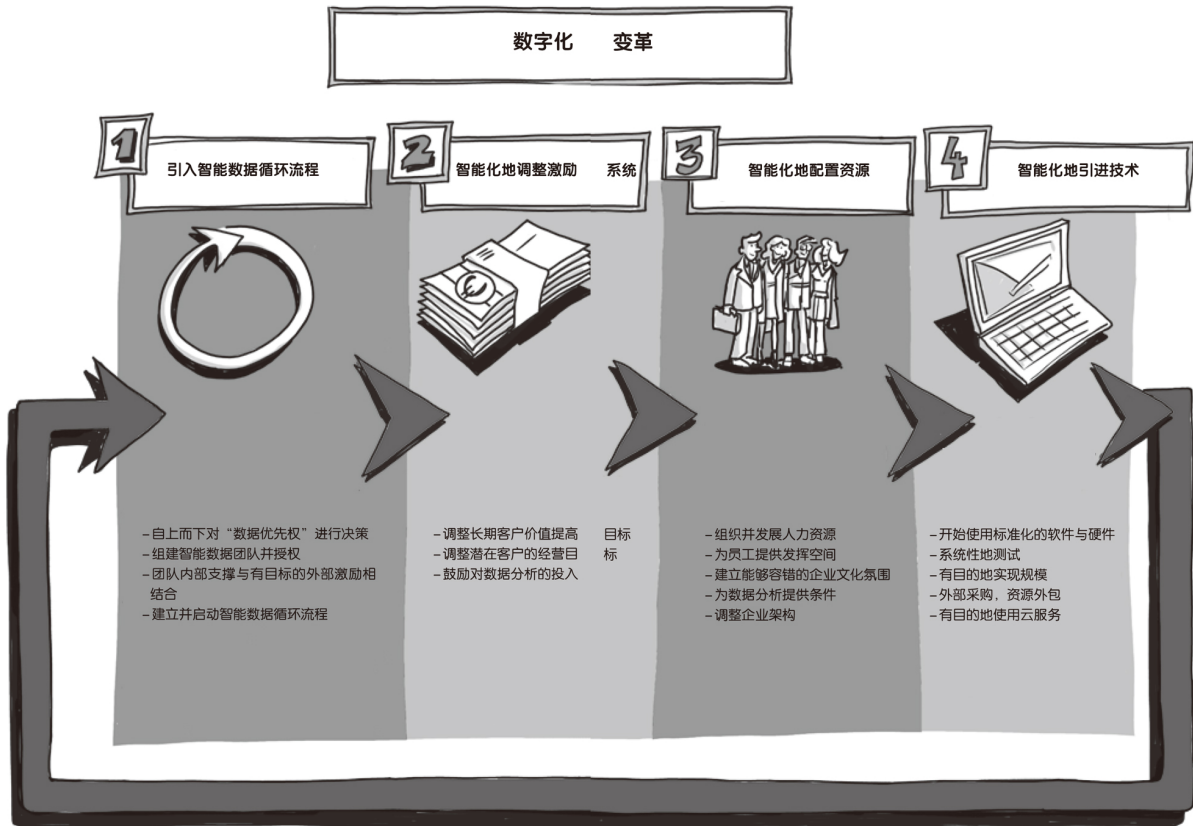 数字化 变革
1
引入智能数据循环流程
2
智能化地调整激励 系统
3
智能化地配置资源
4
智能化地引进技术
–自上而下对“数据优先权”进行决策
–组建智能数据团队并授权
–团队内部支撑与有目标的外部激励相
结合
–建立并启动智能数据循环流程
–调整长期客户价值提高 目标
–调整潜在客户的经营目 标
–鼓励对数据分析的投入
–组织并发展人力资源
–为员工提供发挥空间
–建立能够容错的企业文化氛围
–为数据分析提供条件
–调整企业架构
–开始使用标准化的软件与硬件
–系统性地测试
–有目的地实现规模
–外部采购，资源外包
–有目的地使用云服务